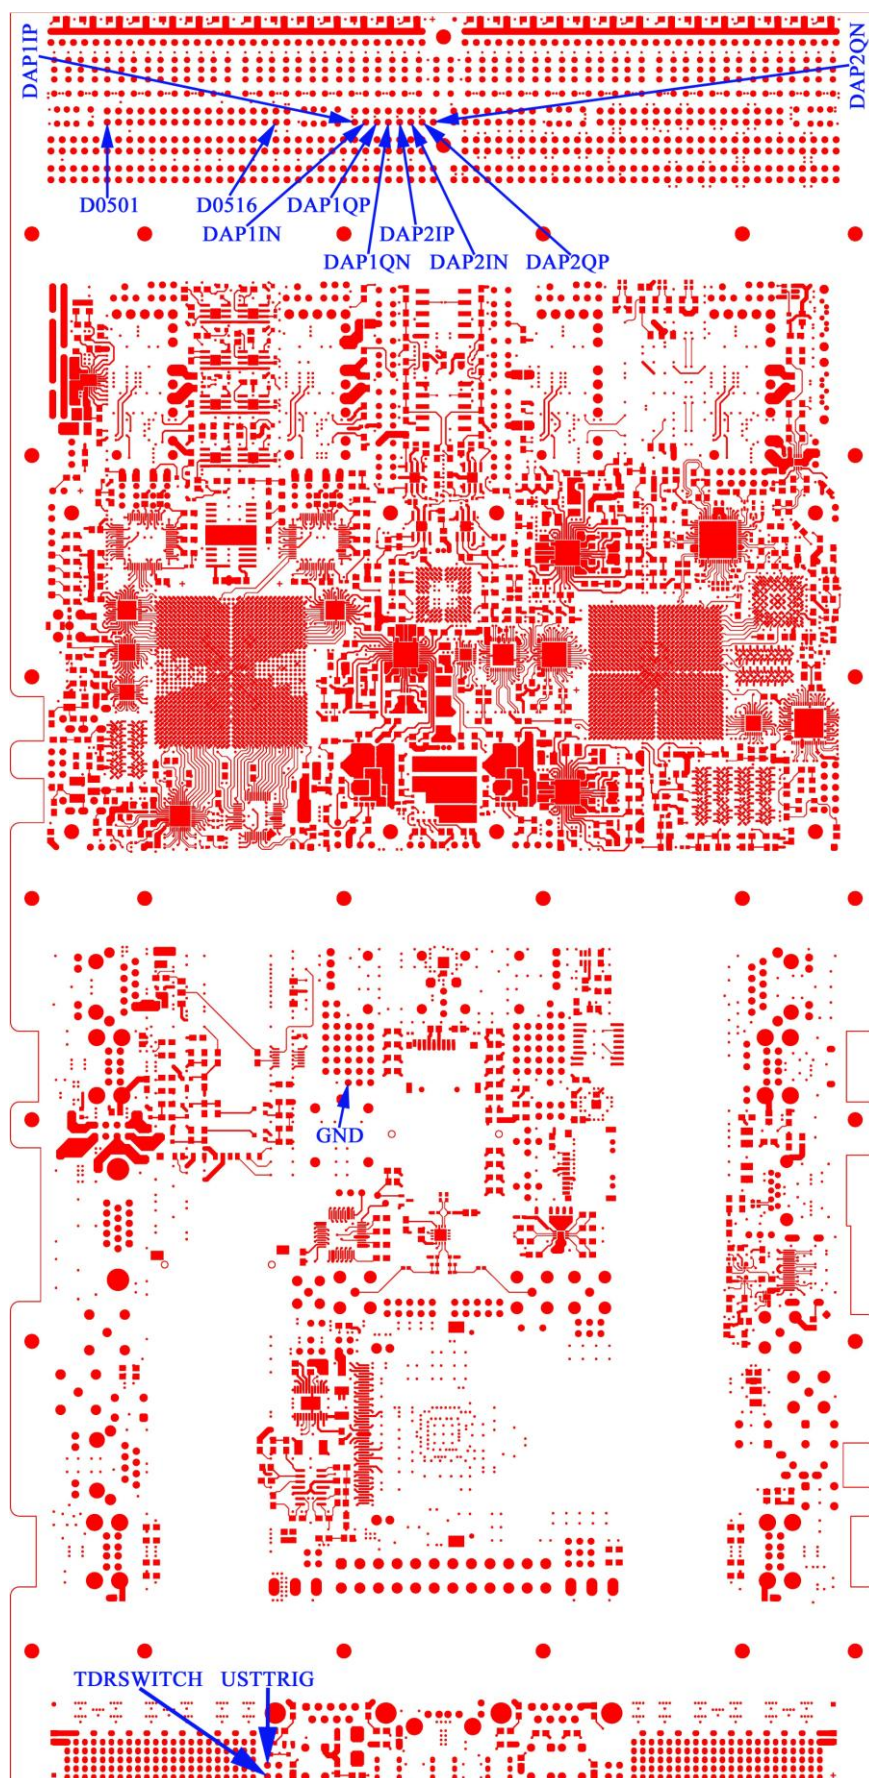 DAP1IP
DAP2QN
D0501
D0516
DAP1QP
DAP1IN
DAP2IP
DAP1QN
DAP2IN
DAP2QP
GND
TDRSWITCH
USTTRIG